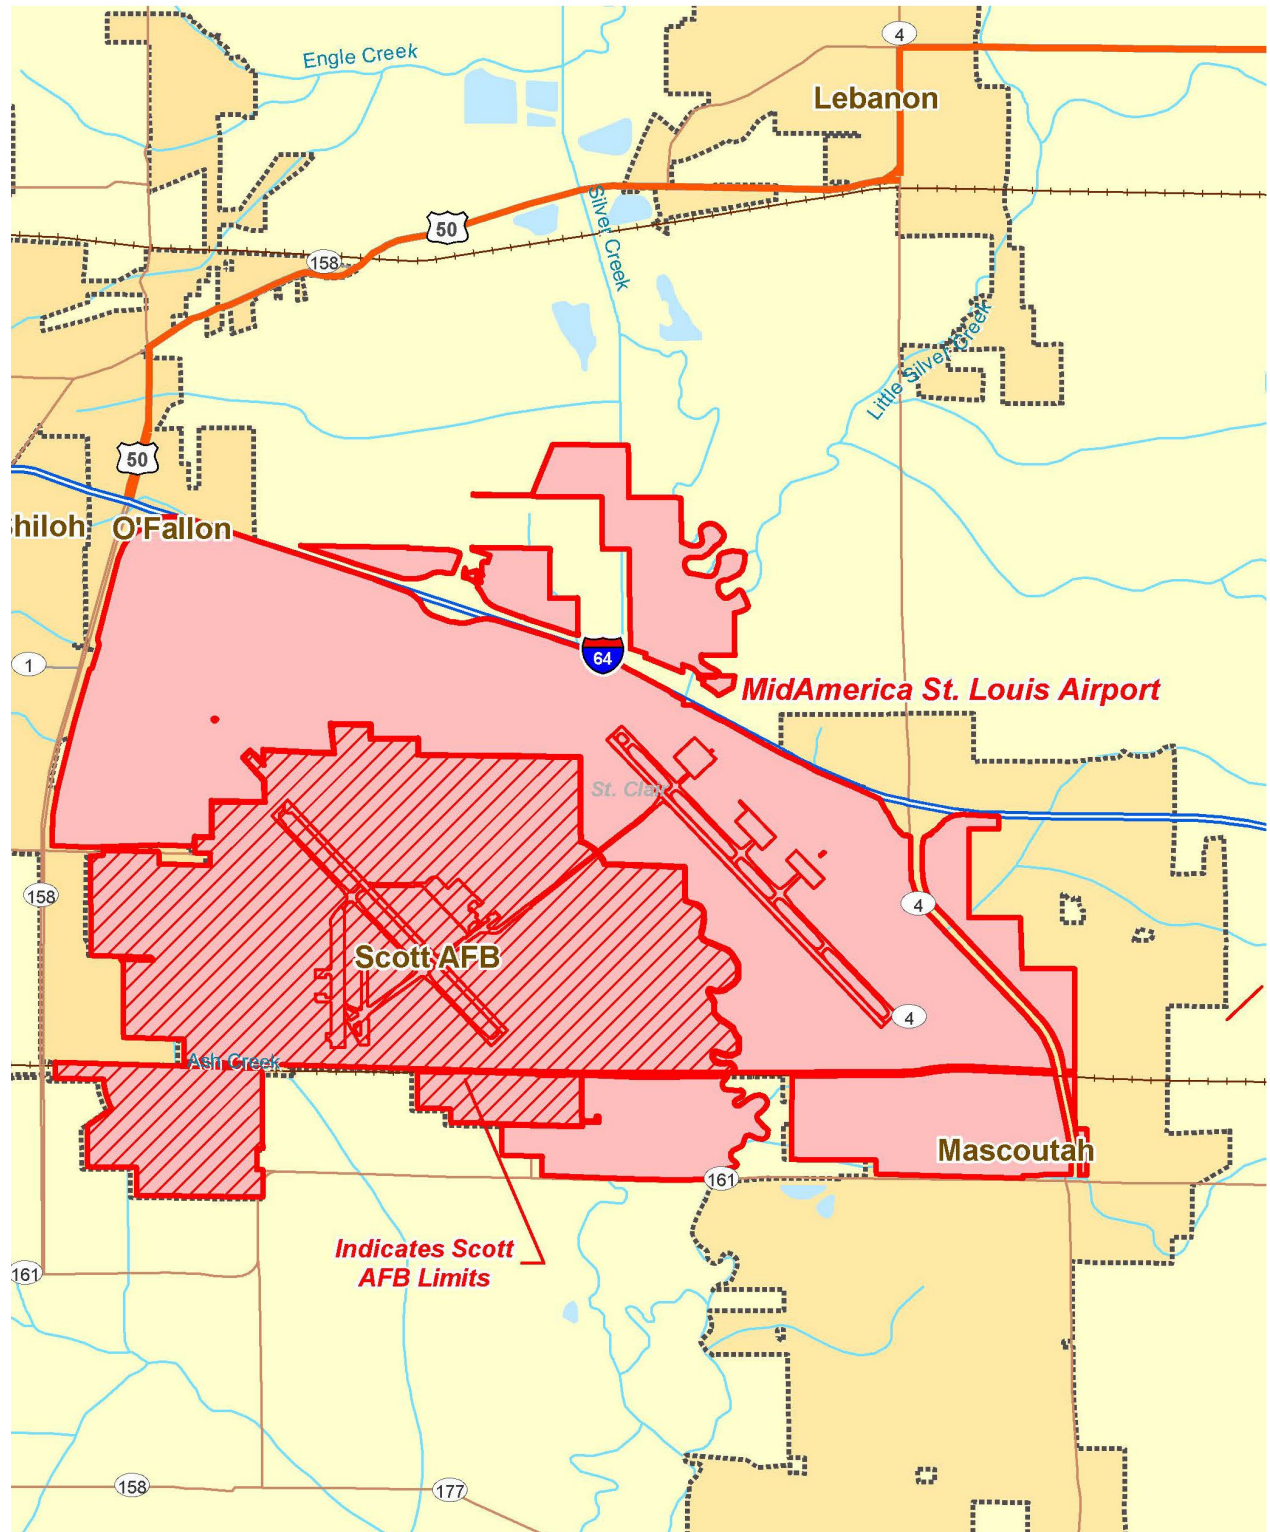 4
Engle Creek
Lebanon
Silver Creek
50
158
Little Silver Creek
50
hiloh
O'Fallon
64
1
MidAmerica St. Louis Airport
St. Clair
158
4
Scott AFB
4
Ash Creek
Mascoutah
161
Indicates Scott
AFB Limits
161
158
177